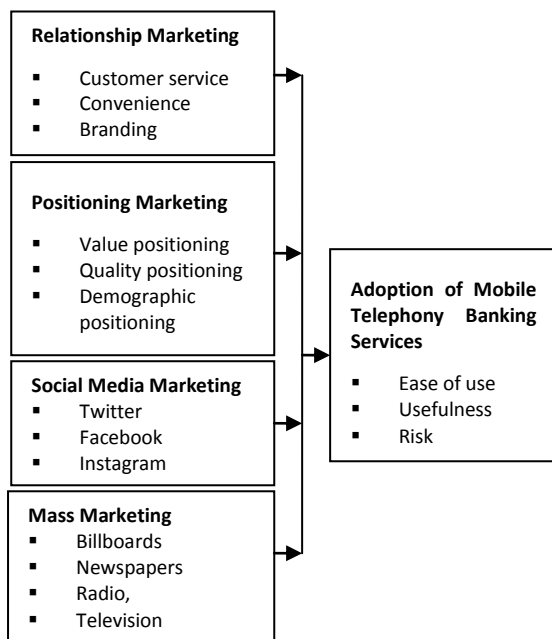 Relationship Marketing
▪ Customer service
▪ Convenience
▪ Branding
Positioning Marketing
▪ Value positioning
▪ Quality positioning
▪ Demographic
positioning
Social Media Marketing
▪ Twitter
▪ Facebook
▪ Instagram
Mass Marketing
▪ Billboards
▪ Newspapers
▪ Radio,
▪ Television
Adoption of Mobile
Telephony Banking
Services
▪ Ease of use
▪ Usefulness
▪ Risk